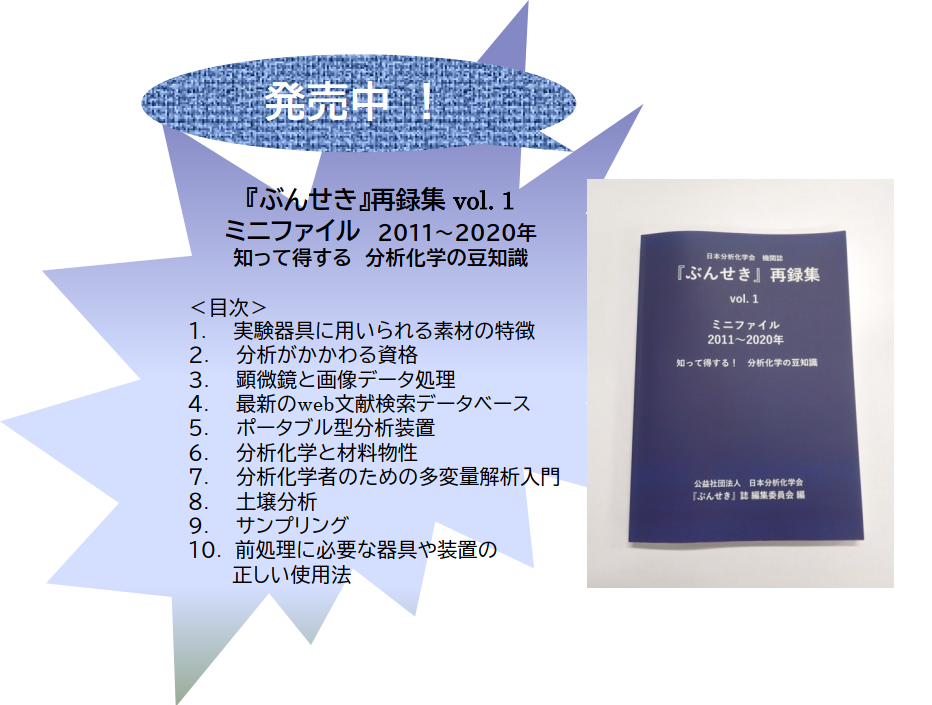 発売中 !
『ぶんせき』再録集 vol. 1
ミニファイル 2011～2020年
知って得する 分析化学の豆知識
＜目次＞
1. 実験器具に用いられる素材の特徴
2. 分析がかかわる資格
3. 顕微鏡と画像データ処理
4. 最新のweb文献検索データベース
5. ポータブル型分析装置
6. 分析化学と材料物性
7. 分析化学者のための多変量解析入門
8. 土壌分析
9. サンプリング
10. 前処理に必要な器具や装置の
正しい使用法
日本分析化学会 機関誌
『ぶんせき』再録集
vol. 1
ミニファイル
2011～2020年
知って得する！ 分析化学の豆知識
公益社団法人 日本分析化学会
『ぶんせき』誌 編集委員会 編